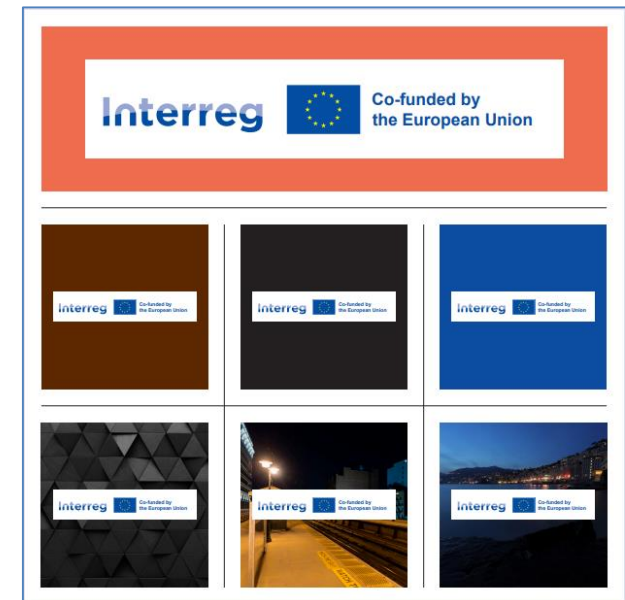 Interreg
Co-funded by
the European Union
Interreg
Co-funded by
the European Union
Interreg
Co-funded by
the European Union
Interreg
Co-funded by
the European Union
Interreg
Co-funded by
the European Union
Interreg
Co-funded by
the European Union
Interreg
Co-funded by
the European Union